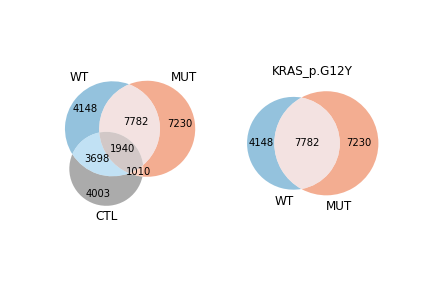 WT
MUT
4148
7782
7230
1940
3698
1010
4003
CTL
KRAS_p.G12Y
4148
7782
7230
WT
MUT